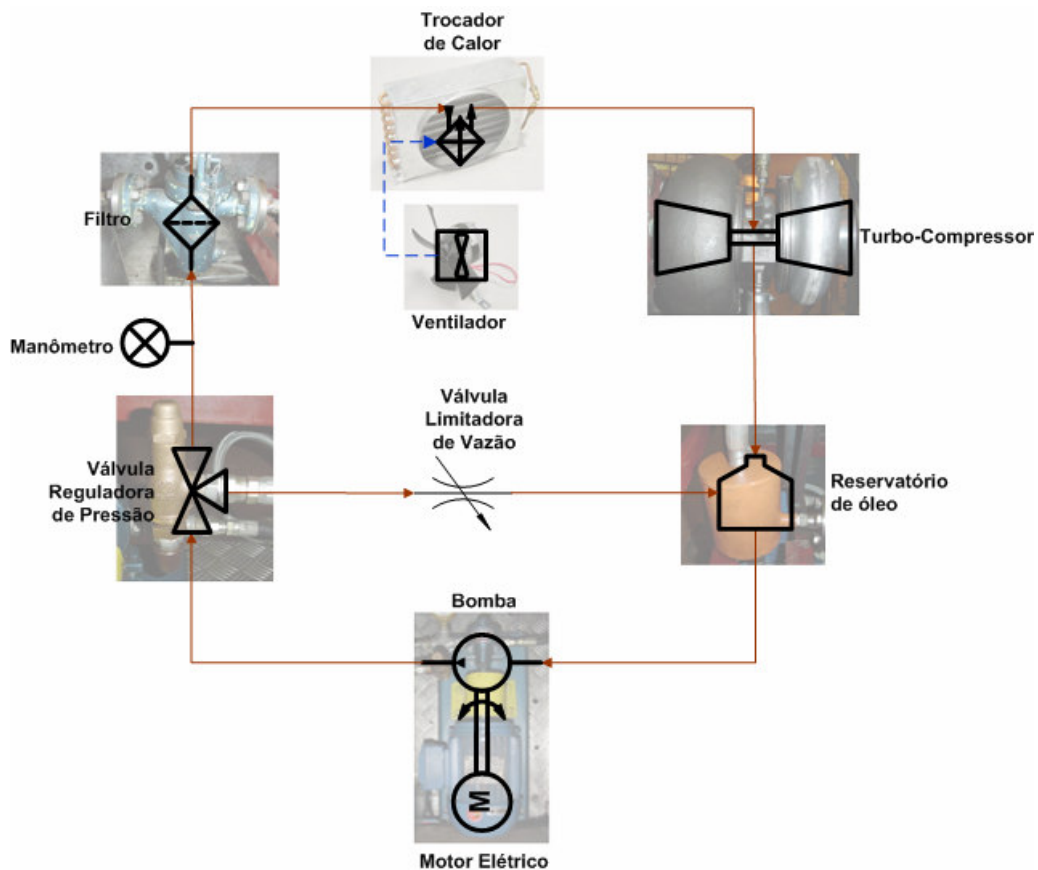 Trocador
de Calor
Filtro
Turbo-Compressor
Ventilador
Manômetro
Válvula
Limitadora
de Vazão
Válvula
Reguladora
de Pressão
Reservatório
de óleo
Bomba
M
Motor Elétrico